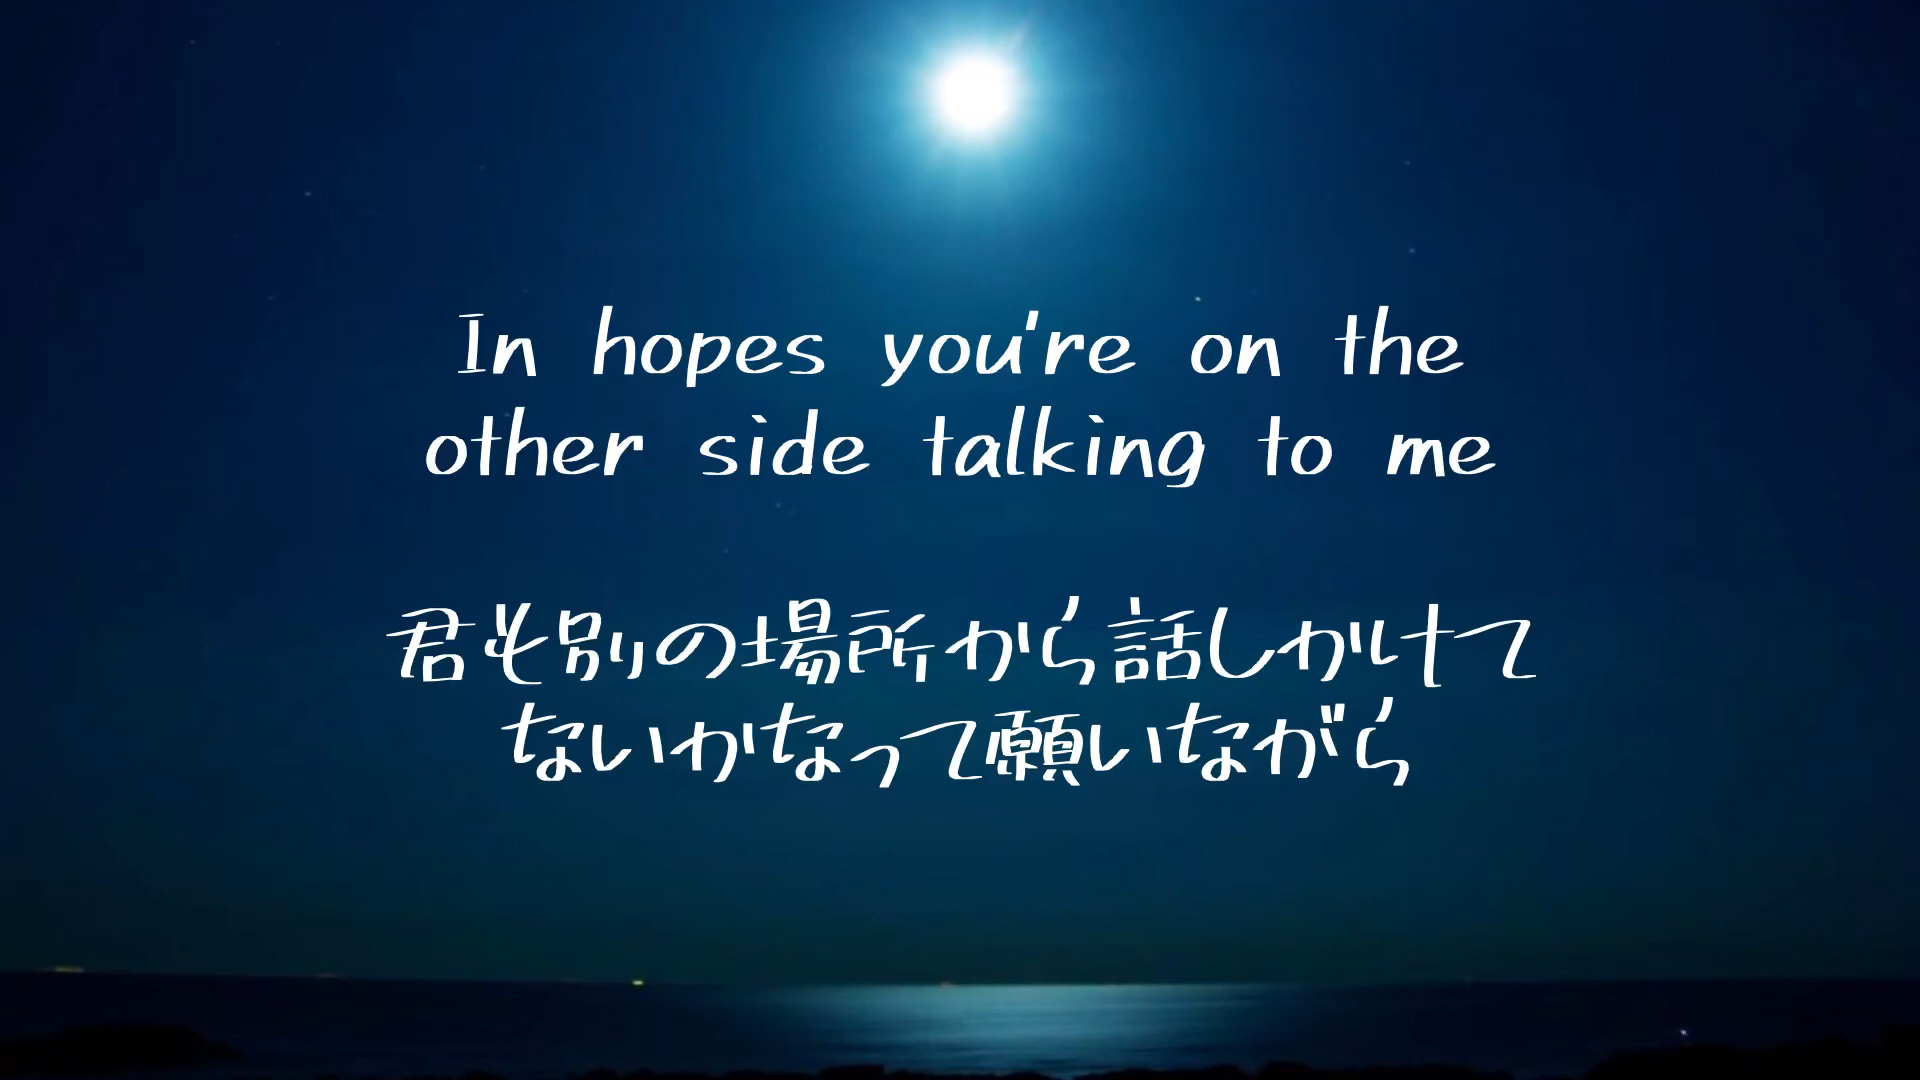 In hopes you're on the
other side talking to me
君も別の場所から話しかけて
ないかなって願いながら